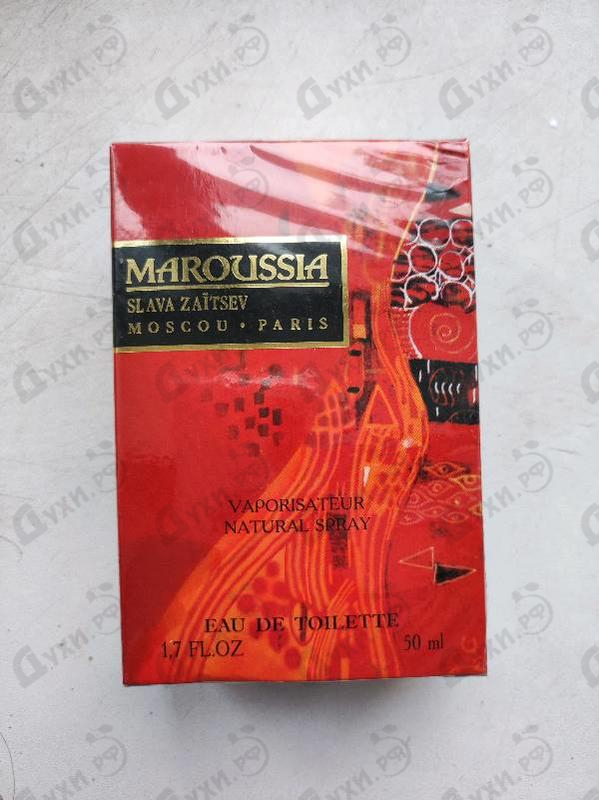 MAROUSSIA
SLAVA ZAÏTSEV
MOSCOU · PARIS
VAPORISATEUR
NATURAL SPRAY
EAU DE TOILETTE
1,7 FL.OZ 50 ml
Духи.РФ